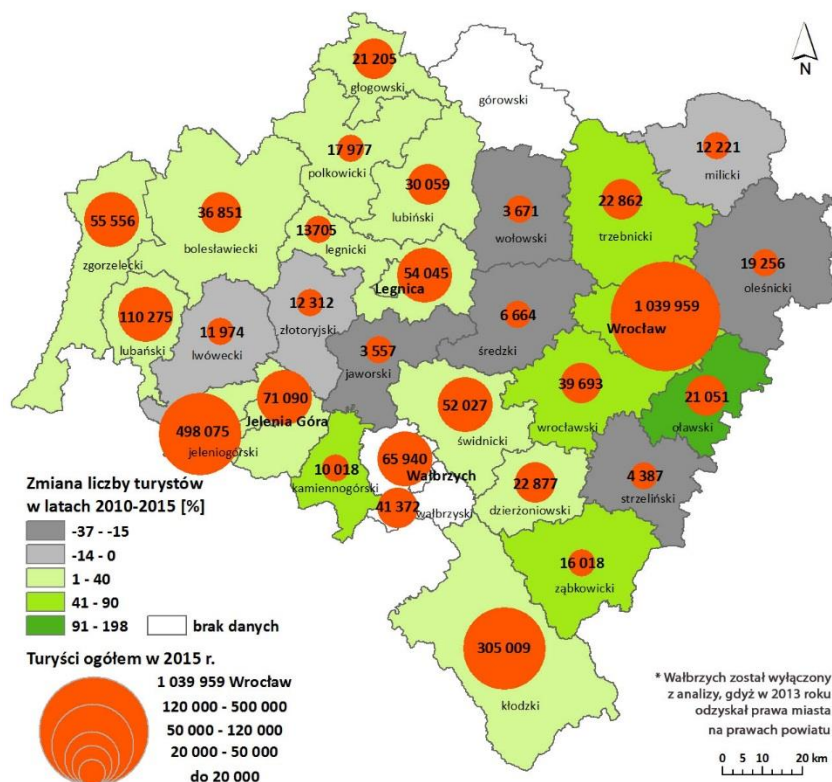 21 205
głogowski
N
górowski
12 221
milicki
17 977
polkowicki
30 059
lubiński
3 671
wołowski
22 862
trzebnicki
55 556
zgorzelecki
36 851
bolesławiecki
13705
legnicki
54 045
Legnica
19 256
oleśnicki
110 275
lubański
11 974
lwówecki
12 312
złotoryjski
3 557
jaworski
6 664
średzki
1 039 959
Wrocław
498 075
jeleniogórski
71 090
Jelenia Góra
52 027
świdnicki
39 693
wrocławski
21 051
oławski
10 018
kamiennogórski
65 940
Wałbrzych
41 372
wałbrzyski
22 877
dzierżoniowski
4 387
strzeliński
16 018
ząbkowicki
305 009
kłodzki
Zmiana liczby turystów
w latach 2010-2015 [%]
-37 - -15
-14 - 0
1 - 40
41 - 90
91 - 198
brak danych
Turyści ogółem w 2015 r.
1 039 959 Wrocław
120 000 - 500 000
50 000 - 120 000
20 000 - 50 000
do 20 000
* Wałbrzych został wyłączony
z analizy, gdyż w 2013 roku
odzyskał prawa miasta
na prawach powiatu
0 5 10 20 km